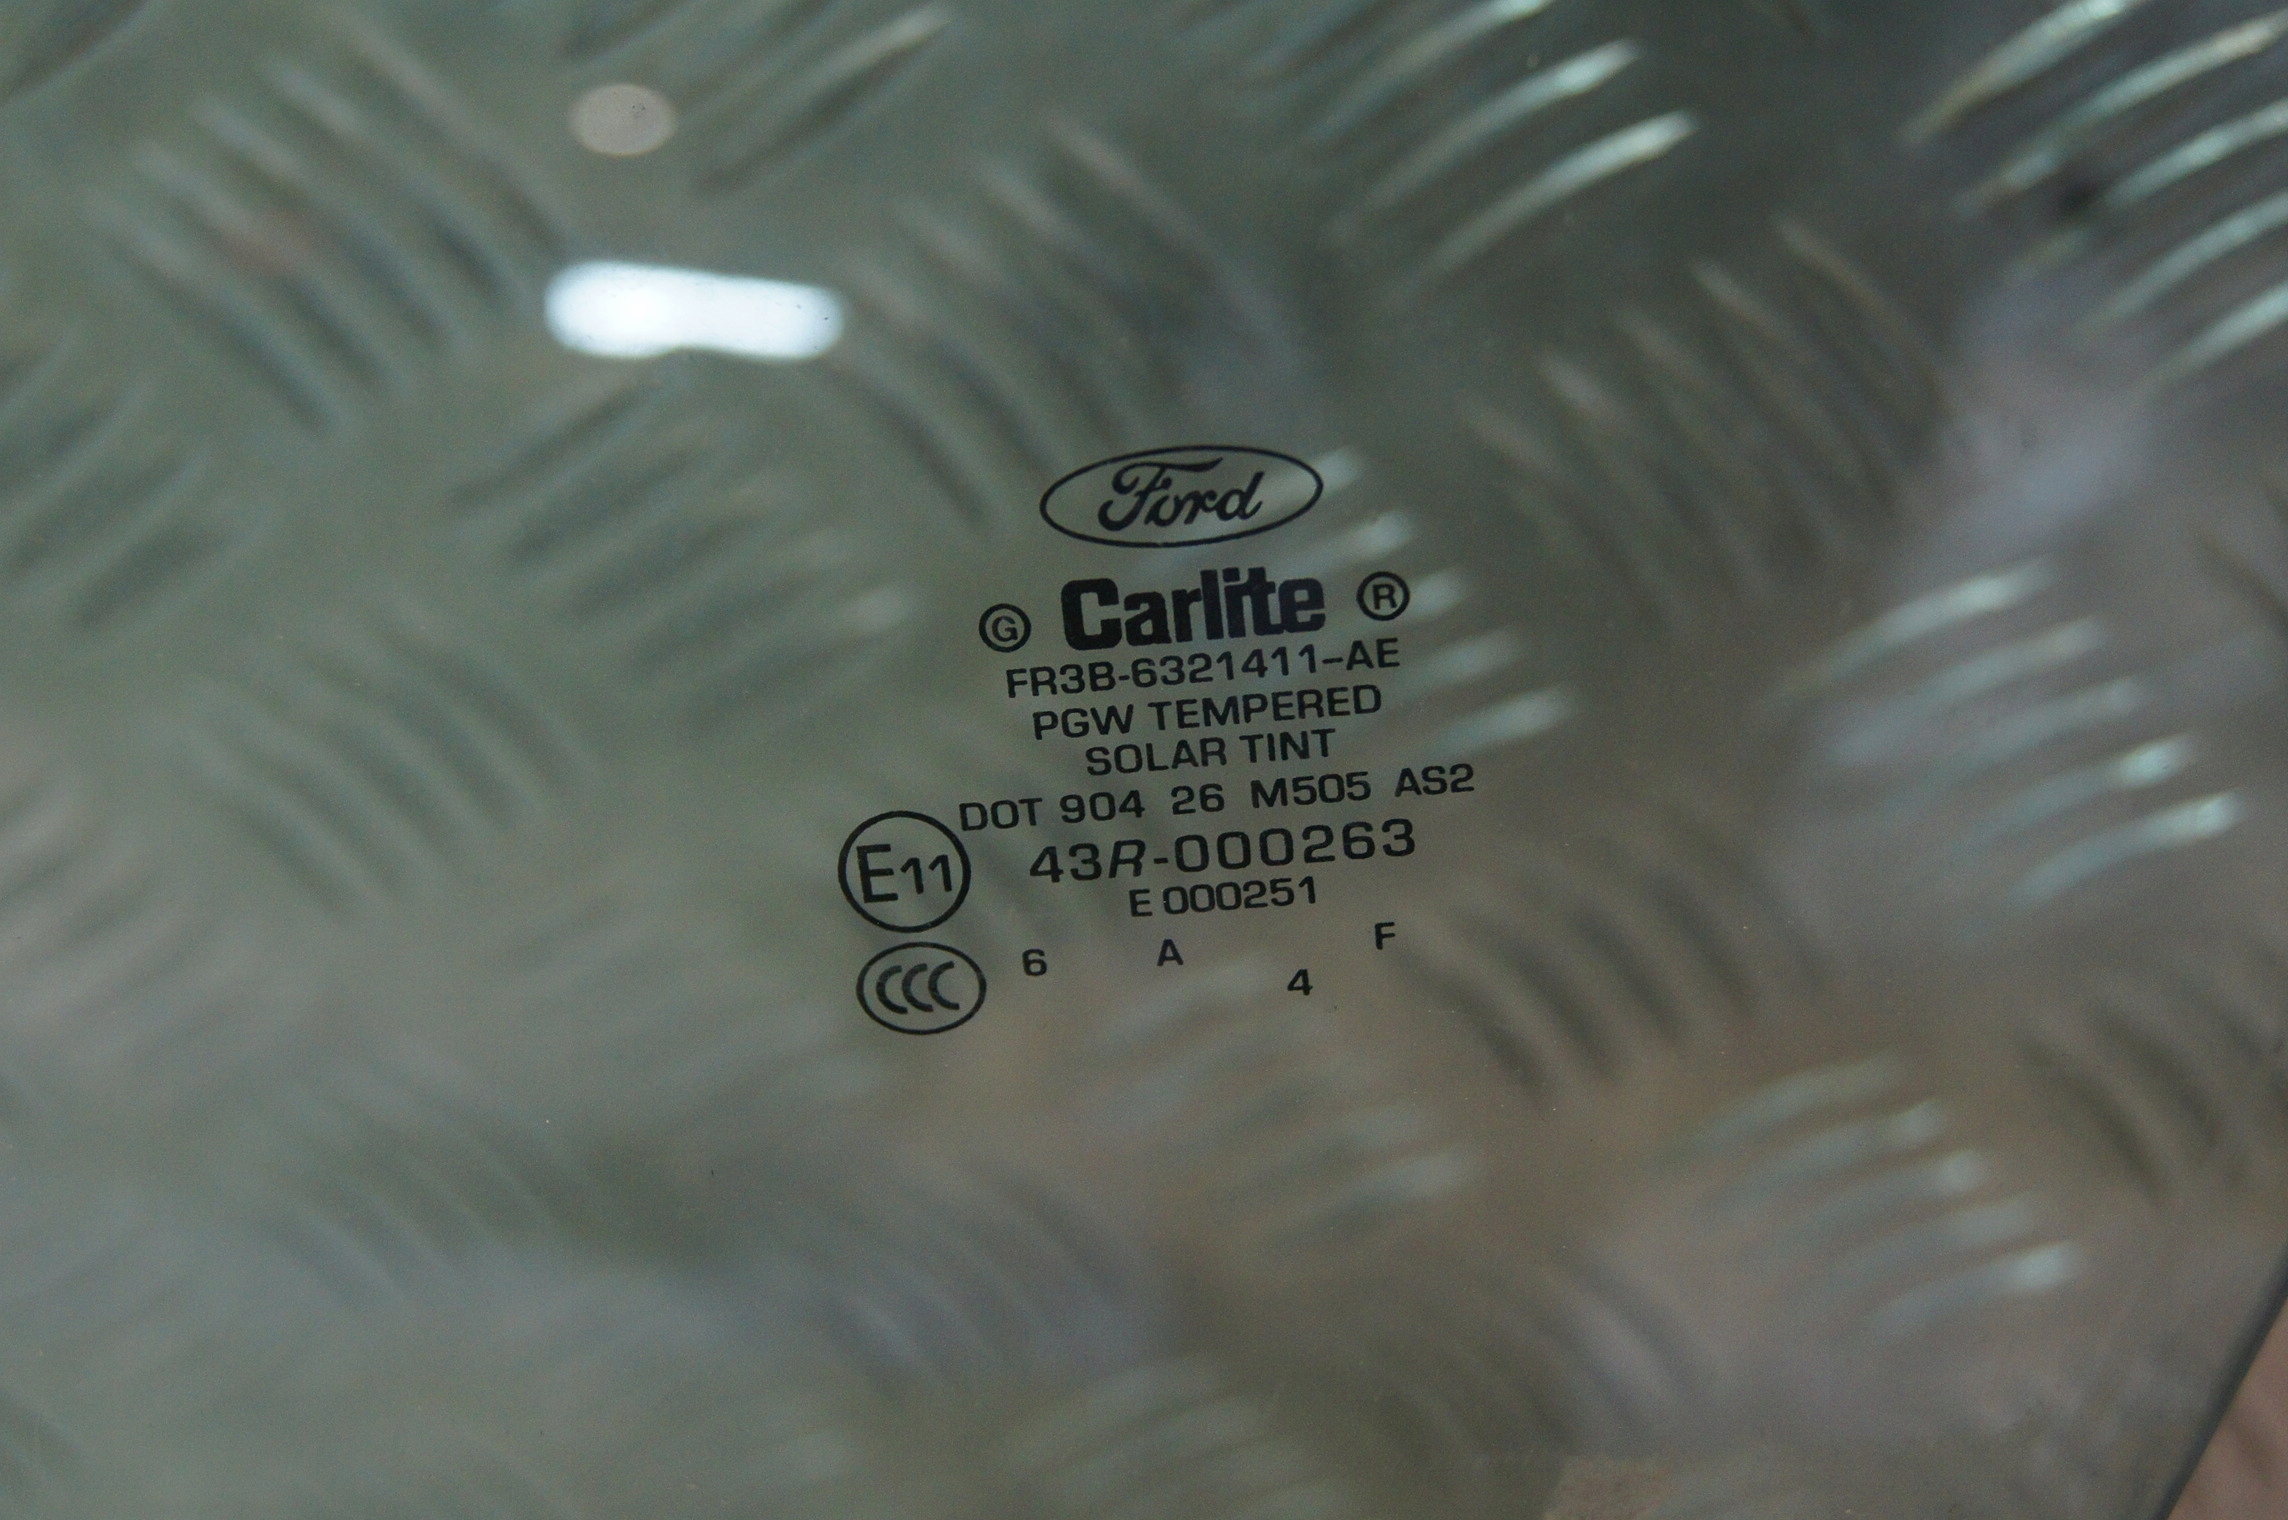 Ford
G Carlite ®
FR3B-6321411-AE
PGW TEMPERED
SOLAR TINT
DOT 904 26 M505 AS2
E11 43R-000263
E 000251
CCC 6 A F
4